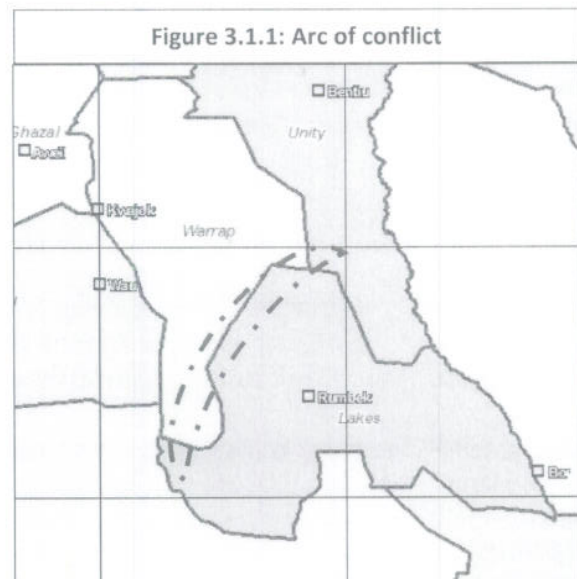 Figure 3.1.1: Arc of conflict
Bentiu
Unity
Ghazal
Aweil
Kwajok
Warrap
Wau
Rumbek
Lakes
Bor